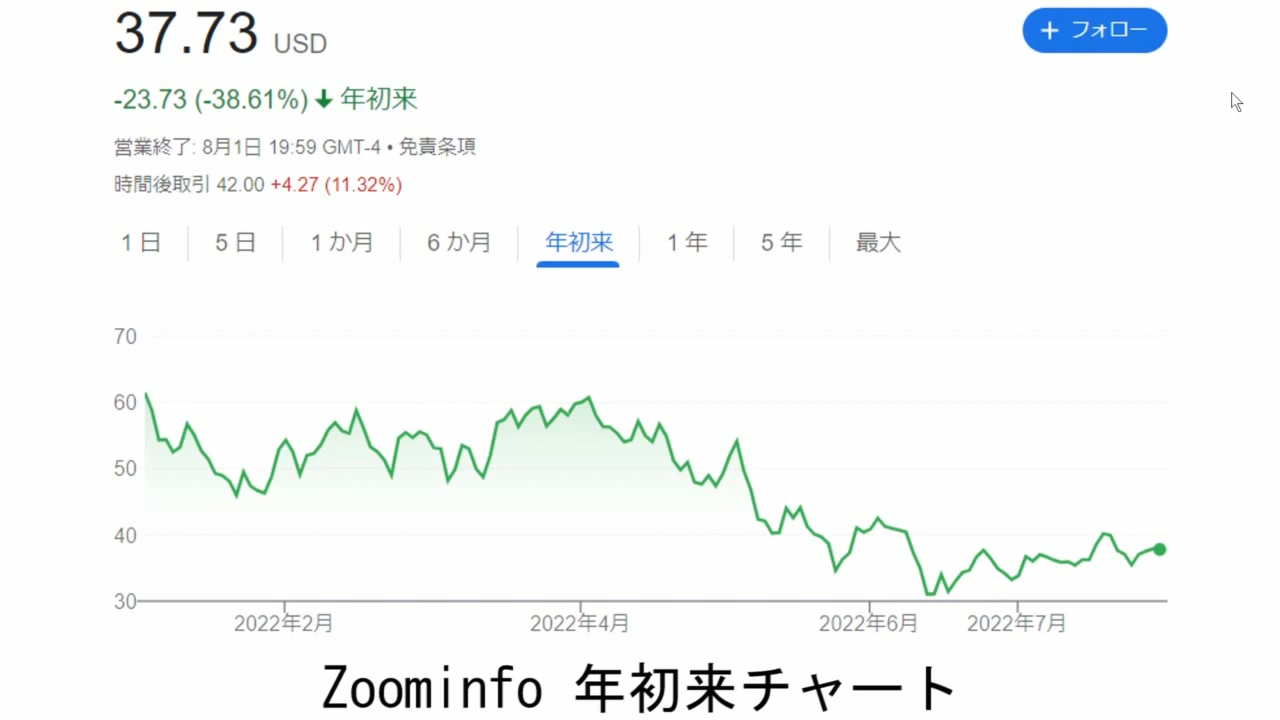 37.73 USD
+ フォロー
-23.73 (-38.61%) ↓ 年初来
営業終了: 8月1日 19:59 GMT-4 • 免責条項
時間後取引 42.00 +4.27 (11.32%)
1 日 5 日 1 か月 6 か月 年初来 1 年 5 年 最大
70
60
50
40
30
2022年2月 2022年4月 2022年6月 2022年7月
Zoominfo 年初来チャート